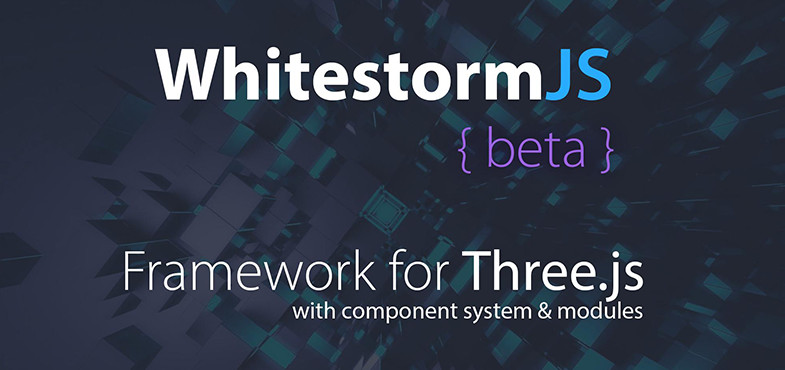 WhitestormJS
{ beta }
Framework for Three.js
with component system & modules